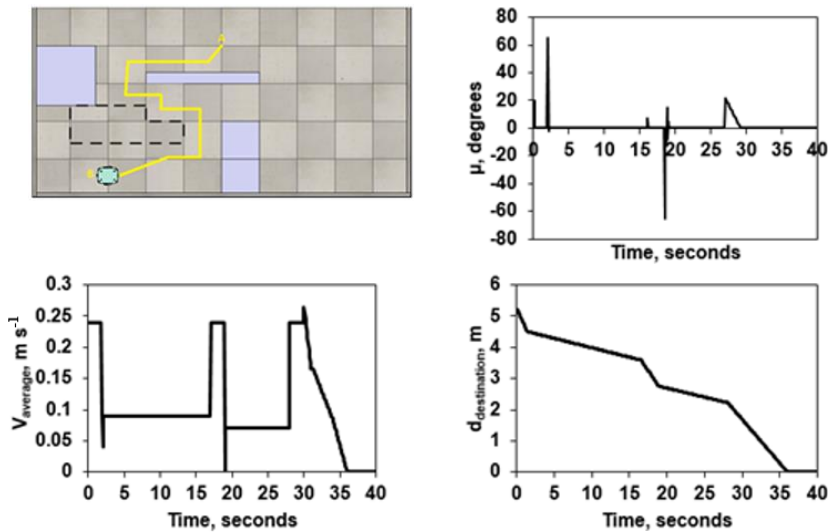 A
80
60
40
20
0
-20
-40
-60
-80
0 5 10 15 20 25 30 35 40
μ, degrees
Time, seconds
0.3
0.25
0.2
0.15
0.1
0.05
0
0 5 10 15 20 25 30 35 40
Vaverage, m s-1
Time, seconds
6
5
4
3
2
1
0
0 5 10 15 20 25 30 35 40
ddestination, m
Time, seconds